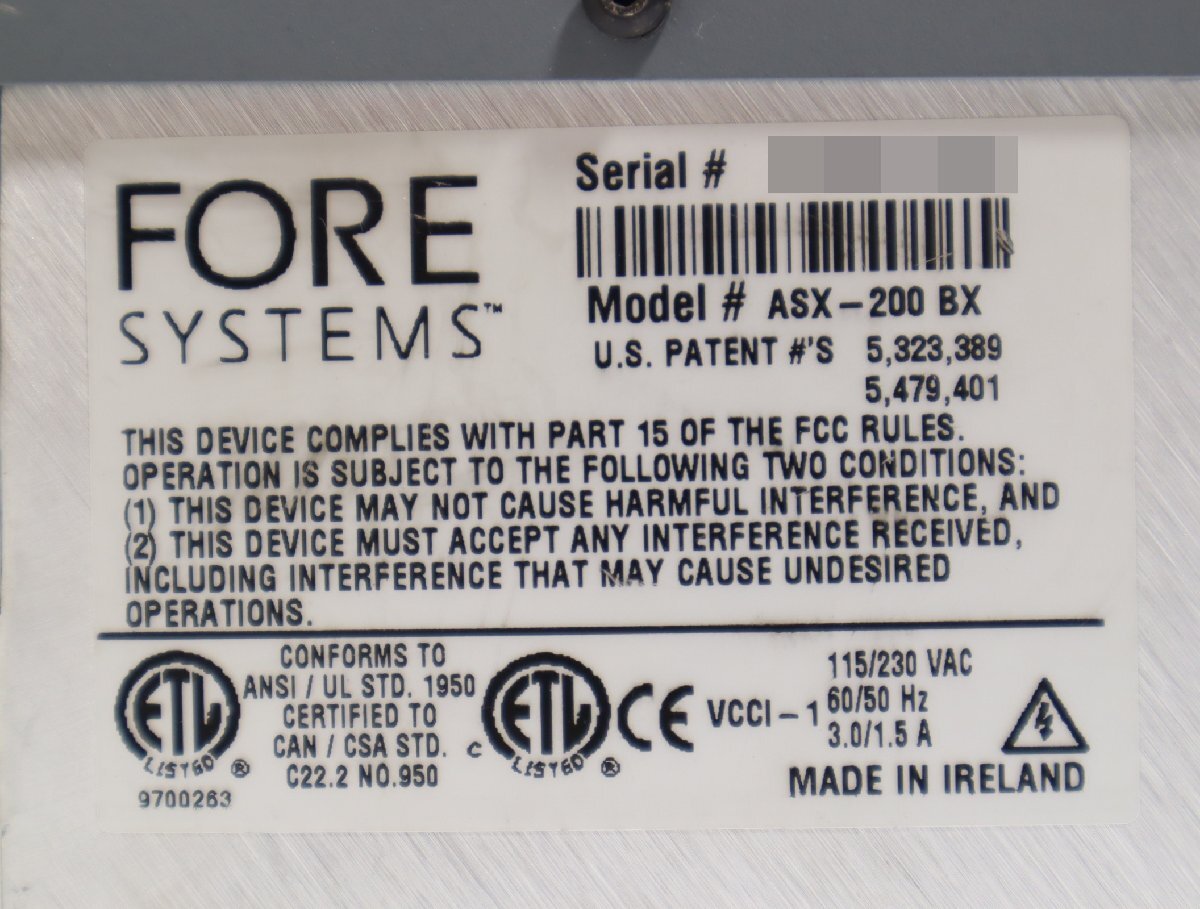 FORE
SYSTEMS™
Serial #
Model # ASX-200 BX
U.S. PATENT #'S 5,323,389
5,479,401
THIS DEVICE COMPLIES WITH PART 15 OF THE FCC RULES.
OPERATION IS SUBJECT TO THE FOLLOWING TWO CONDITIONS:
(1) THIS DEVICE MAY NOT CAUSE HARMFUL INTERFERENCE, AND
(2) THIS DEVICE MUST ACCEPT ANY INTERFERENCE RECEIVED,
INCLUDING INTERFERENCE THAT MAY CAUSE UNDESIRED
OPERATIONS.
ETL
LISTED ®
9700263
CONFORMS TO
ANSI / UL STD. 1950
CERTIFIED TO
CAN / CSA STD.
C22.2 NO.950
C ETL
LISTED ®
CE
VCCI-1
115/230 VAC
60/50 Hz
3.0/1.5 A
MADE IN IRELAND